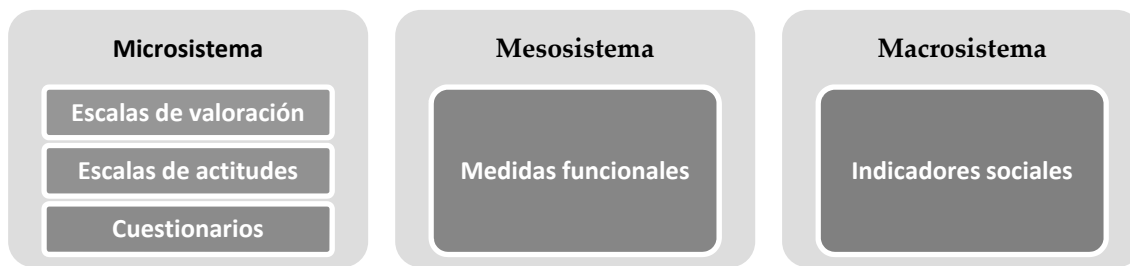 Microsistema
Escalas de valoración
Escalas de actitudes
Cuestionarios
Mesosistema
Medidas funcionales
Macrosistema
Indicadores sociales